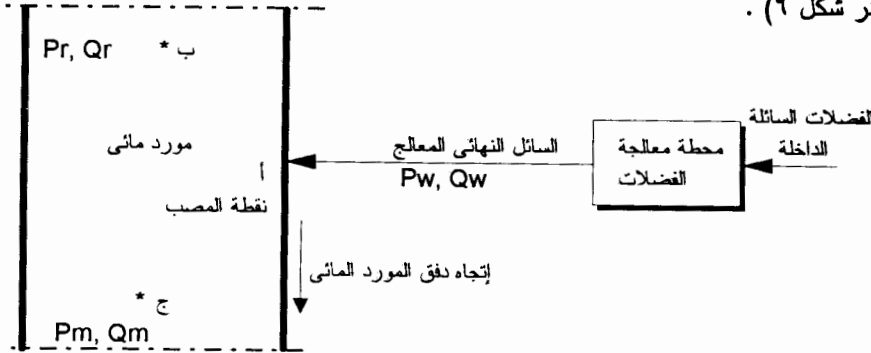 ر شكل ٦) .
Pr, Qr * ب
الفضلات السائلة
الداخلة
محطة معالجة
الفضلات
السائل النهائى المعالج
Pw, Qw
مورد مائى
أ
نقطة المصب
إتجاه دفق المورد المائى
ج *
Pm, Qm